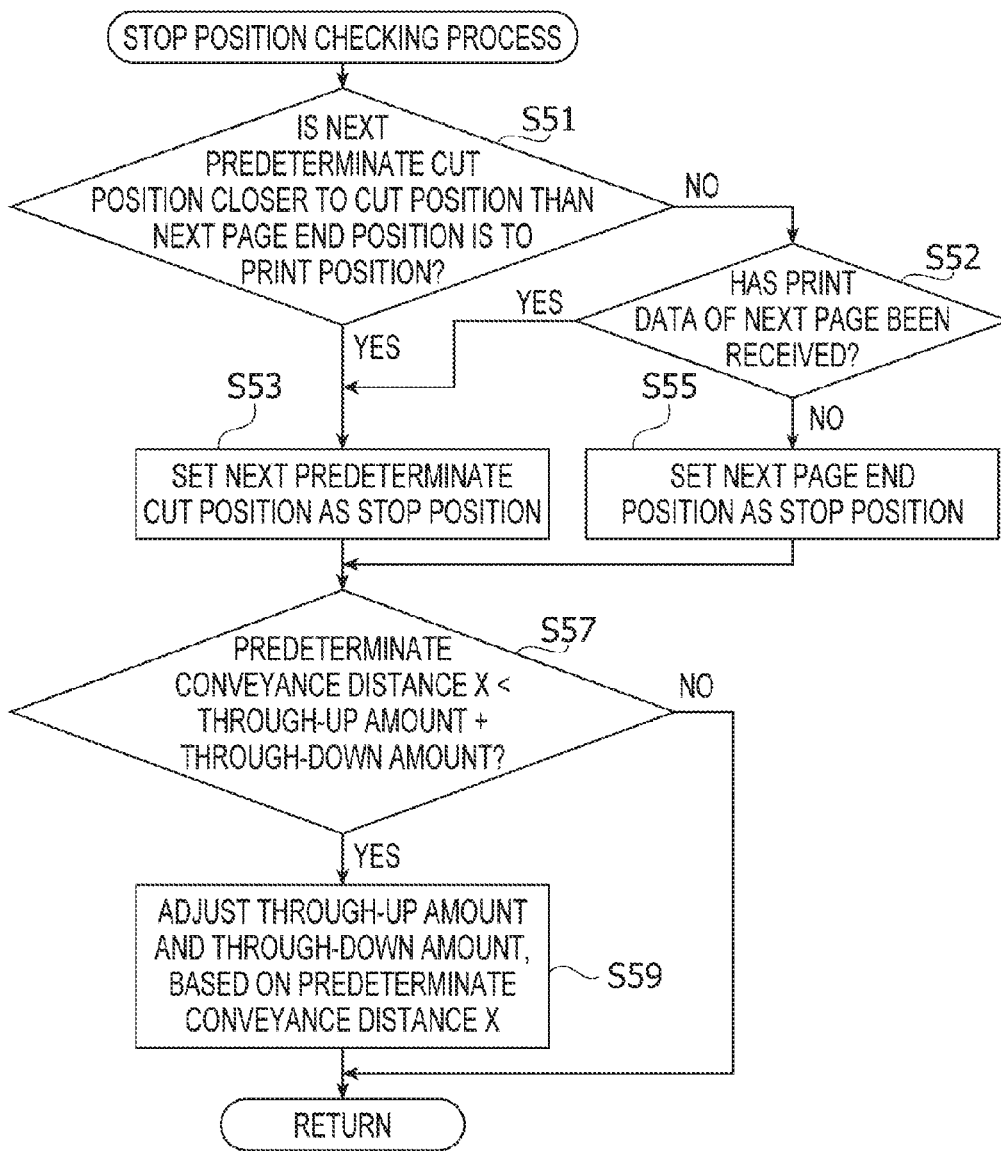 STOP POSITION CHECKING PROCESS
S51
IS NEXT
PREDETERMINATE CUT
POSITION CLOSER TO CUT POSITION THAN
NEXT PAGE END POSITION IS TO
PRINT POSITION?
NO
YES
S52
HAS PRINT
DATA OF NEXT PAGE BEEN
RECEIVED?
YES
NO
S53
SET NEXT PREDETERMINATE
CUT POSITION AS STOP POSITION
S55
SET NEXT PAGE END
POSITION AS STOP POSITION
S57
PREDETERMINATE
CONVEYANCE DISTANCE X <
THROUGH-UP AMOUNT +
THROUGH-DOWN AMOUNT?
NO
YES
ADJUST THROUGH-UP AMOUNT
AND THROUGH-DOWN AMOUNT,
BASED ON PREDETERMINATE
CONVEYANCE DISTANCE X
S59
RETURN